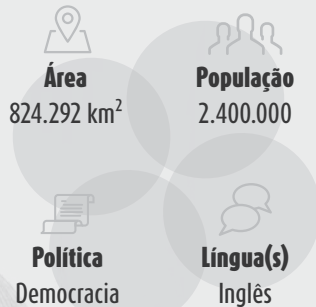 Área
824.292 km²
População
2.400.000
Política
Democracia
Língua(s)
Inglês